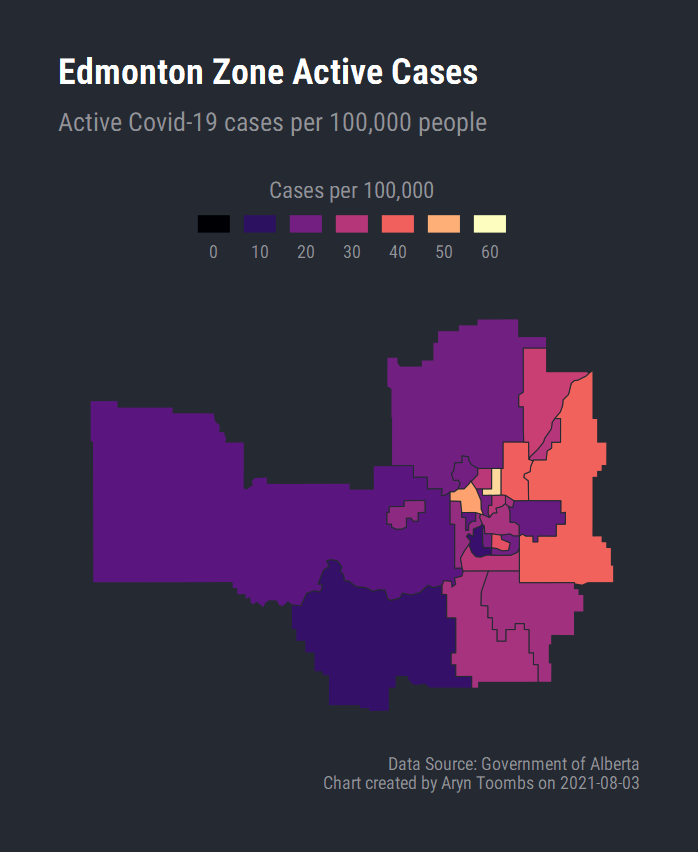 Edmonton Zone Active Cases
Active Covid-19 cases per 100,000 people
Cases per 100,000
0 10 20 30 40 50 60
Data Source: Government of Alberta
Chart created by Aryn Toombs on 2021-08-03